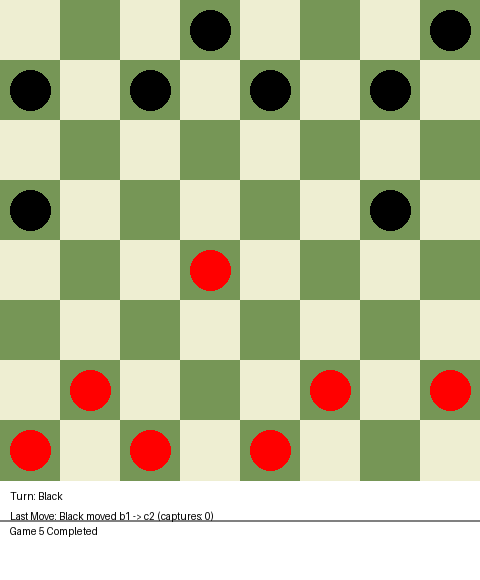 Turn: Black
Last Move: Black moved b1 -> c2 (captures: 0)
Game 5 Completed